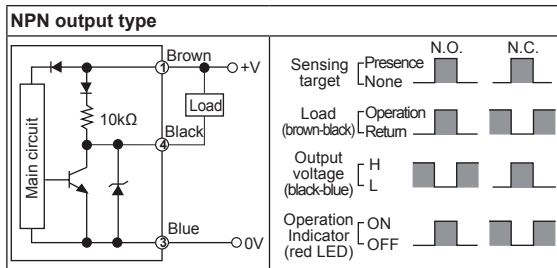 NPN output type
Brown
1
+V
Load
10kΩ
Black
4
Main circuit
Blue
3
0V
N.O.
N.C.
Sensing target
Presence
None
Load (brown-black)
Operation
Return
Output voltage (black-blue)
H
L
Operation Indicator (red LED)
ON
OFF